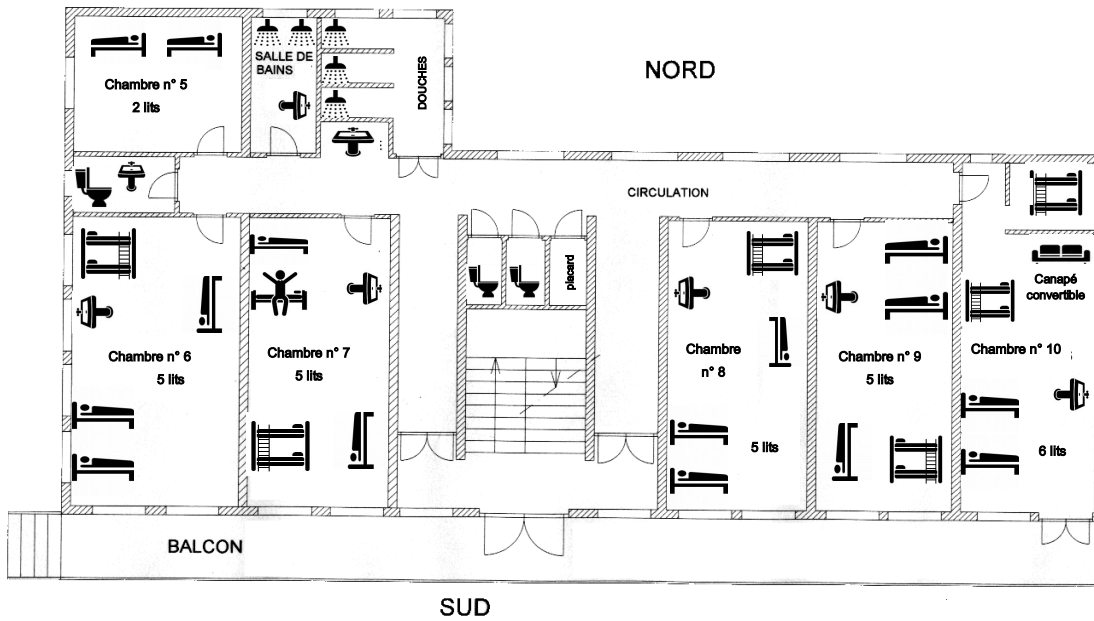 NORD
Chambre n° 5
2 lits
SALLE DE
BAINS
DOUCHES
CIRCULATION
placard
Canapé
convertible
Chambre n° 6
5 lits
Chambre n° 7
5 lits
Chambre
n° 8
5 lits
Chambre n° 9
5 lits
Chambre n° 10
6 lits
BALCON
SUD